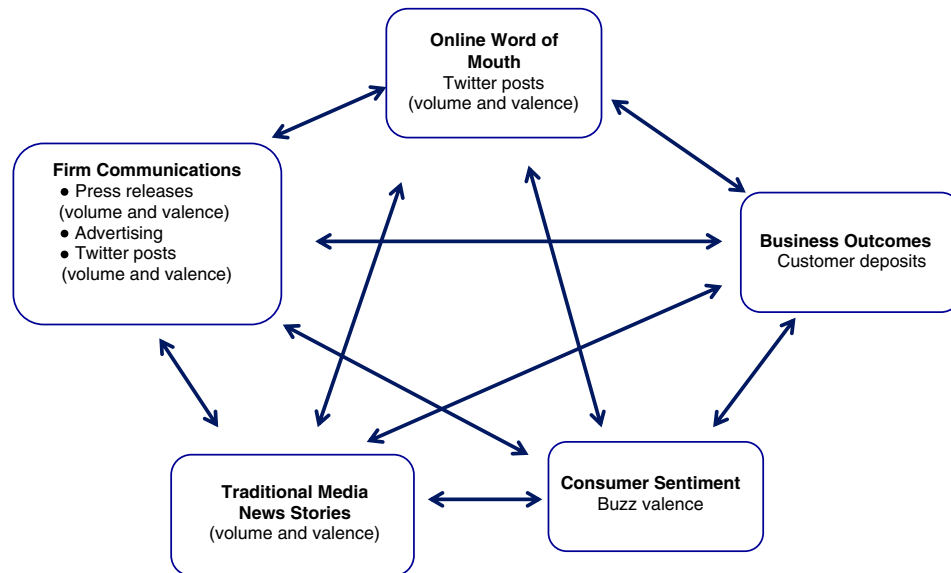 Online Word of
Mouth
Twitter posts
(volume and valence)
Firm Communications
● Press releases
(volume and valence)
● Advertising
● Twitter posts
(volume and valence)
Business Outcomes
Customer deposits
Traditional Media
News Stories
(volume and valence)
Consumer Sentiment
Buzz valence